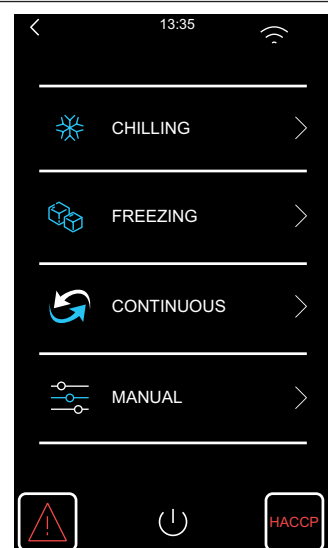 13:35
CHILLING
FREEZING
CONTINUOUS
MANUAL
HACCP